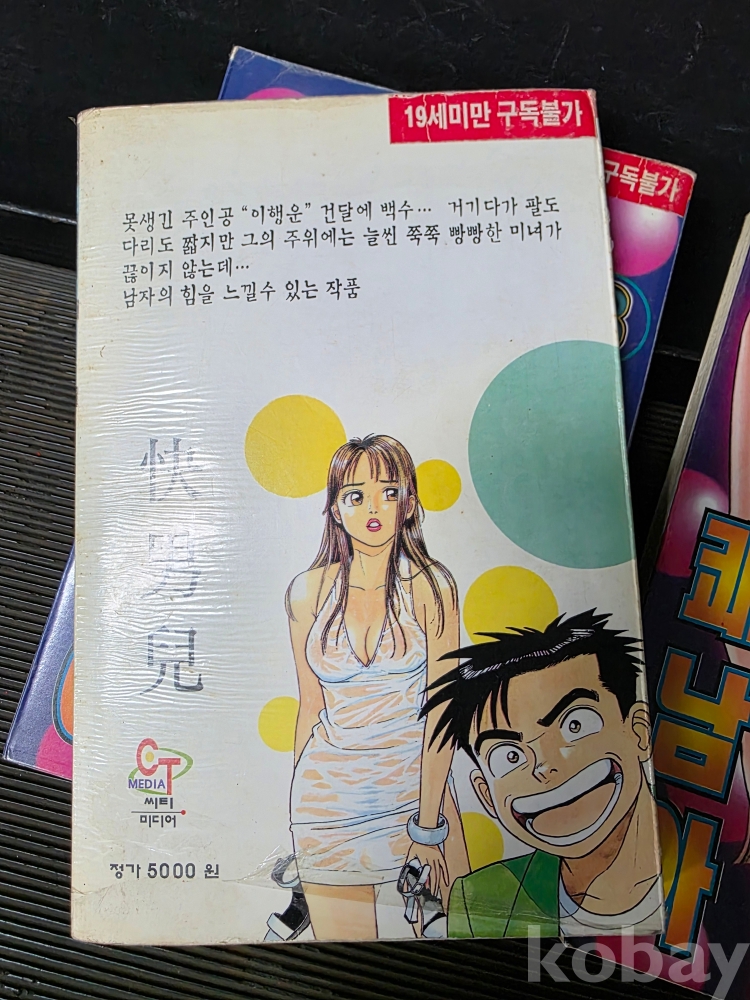 19세미만 구독불가
구독불가
못생긴 주인공 “이행운” 건달에 백수… 거기다가 팔도
다리도 짧지만 그의 주위에는 늘씬 쭉쭉 빵빵한 미녀가
끊이지 않는데…
남자의 힘을 느낄수 있는 작품
3
快
男
兒
CT
MEDIA
씨티
미디어
정가 5000 원
쾌
남
아
kobay